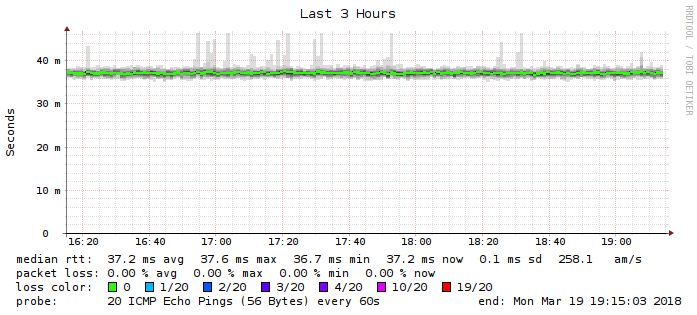 Last 3 Hours
RRDTOOL / TOBI OETIKER
Seconds
40 m
30 m
20 m
10 m
0
16:20 16:40 17:00 17:20 17:40 18:00 18:20 18:40 19:00
median rtt: 37.2 ms avg 37.6 ms max 36.7 ms min 37.2 ms now 0.1 ms sd 258.1 am/s
packet loss: 0.00 % avg 0.00 % max 0.00 % min 0.00 % now
loss color: 0 1/20 2/20 3/20 4/20 10/20 19/20
probe: 20 ICMP Echo Pings (56 Bytes) every 60s end: Mon Mar 19 19:15:03 2018